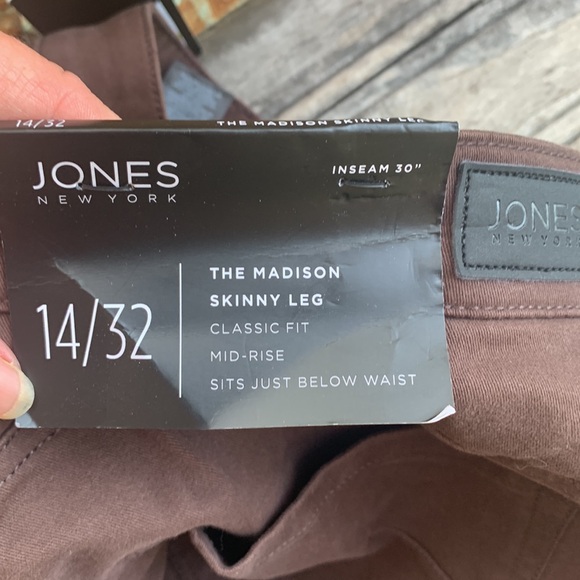 14/32
THE MADISON SKINNY LEG
JONES
NEW YORK
INSEAM 30"
14/32
THE MADISON
SKINNY LEG
CLASSIC FIT
MID-RISE
SITS JUST BELOW WAIST
JONES
NEW YORK